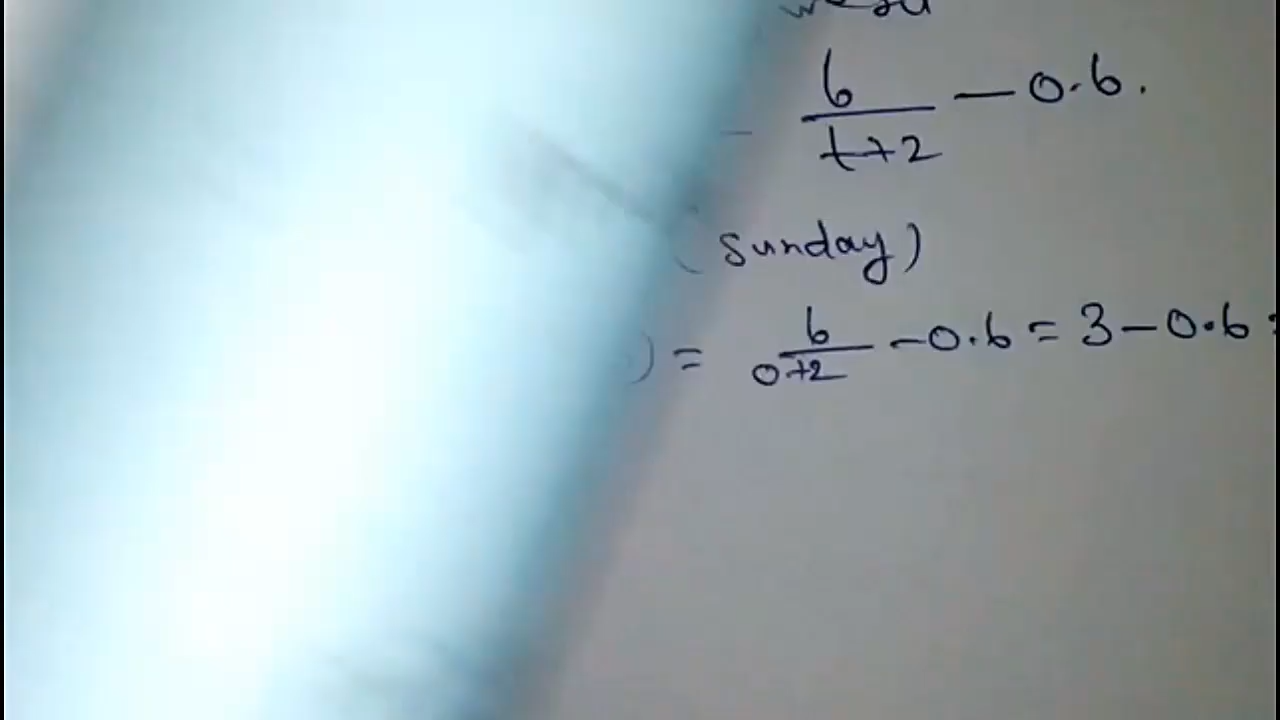 6/t+2 - 0.6.
(sunday)
) = 6/0+2 - 0.6 = 3 - 0.6 =